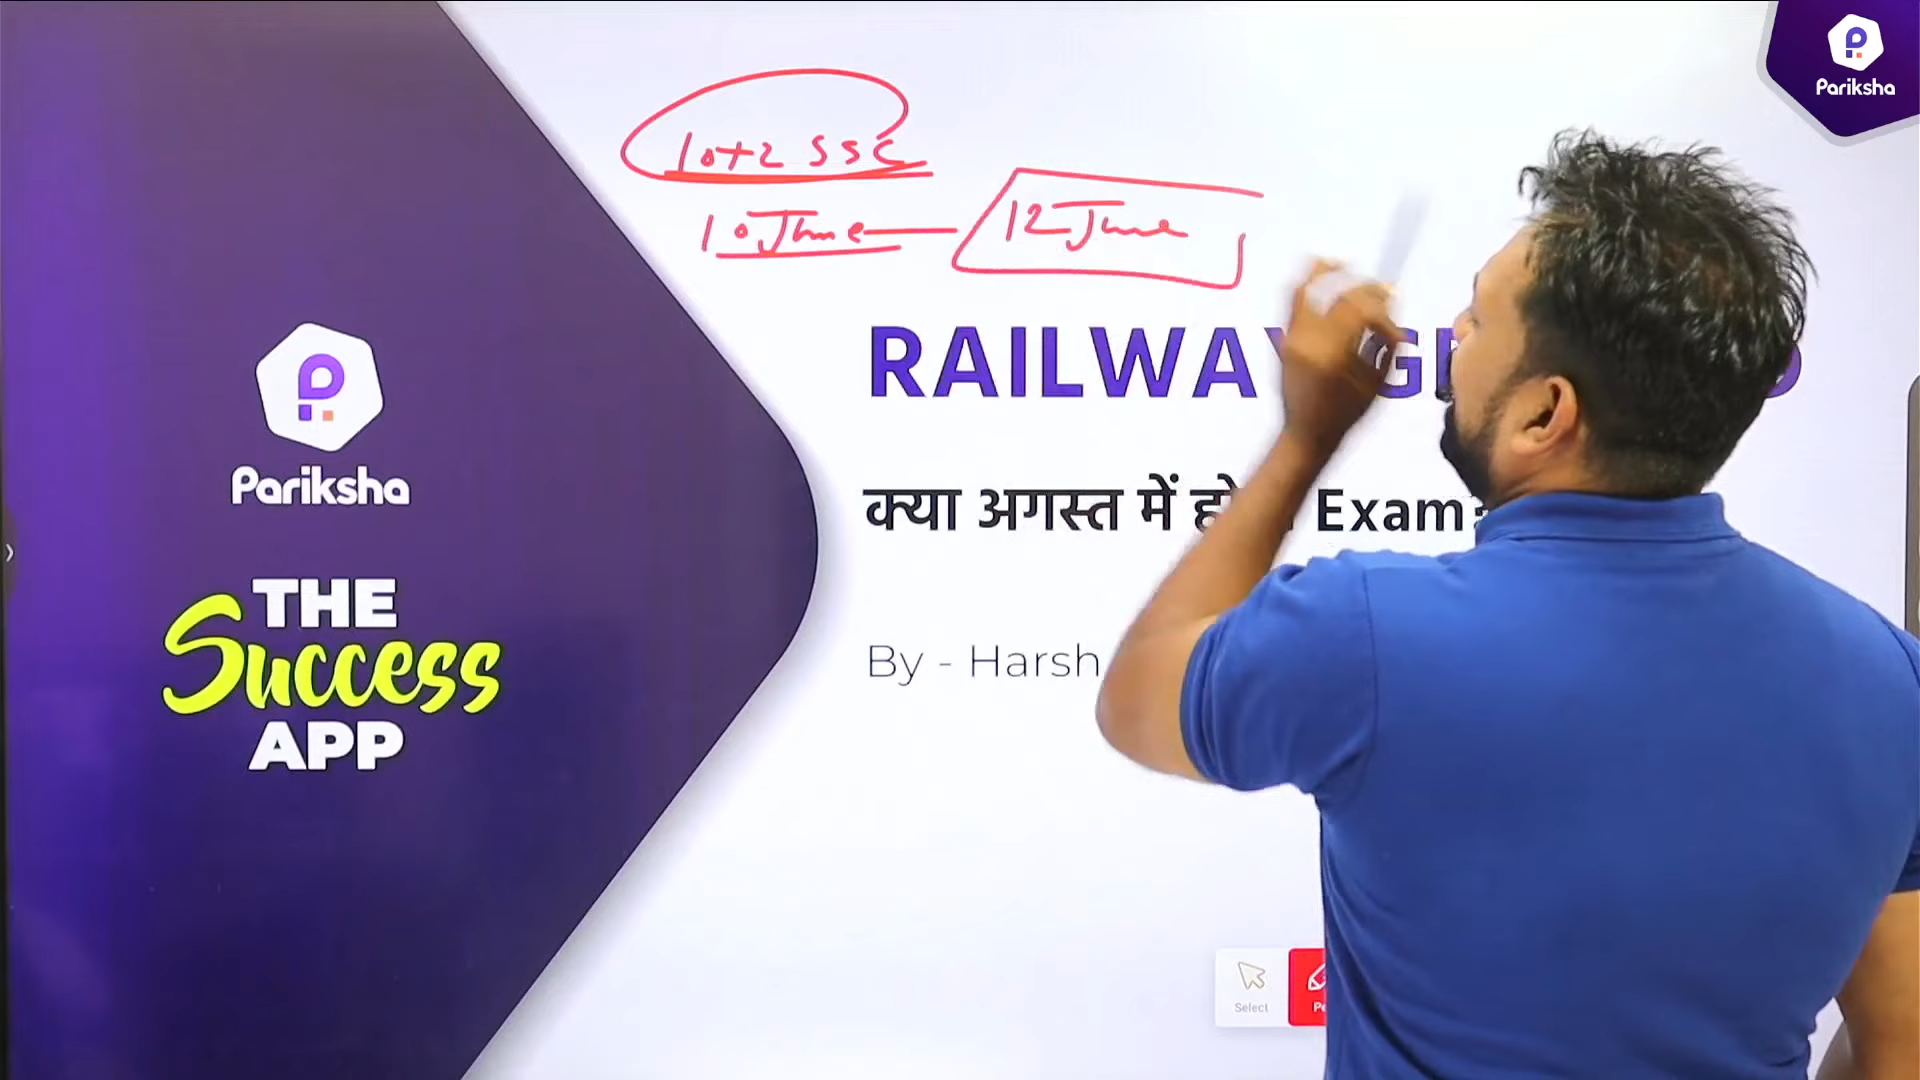 Pariksha
10+2 SSC
10 June — 12 June
RAILWAY
क्या अगस्त में Exam?
By - Harsh
Pariksha
THE
Success
APP
Select